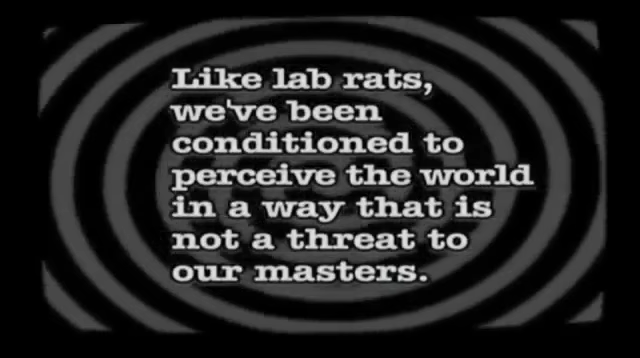 Like lab rats,
we've been
conditioned to
perceive the world
in a way that is
not a threat to
our masters.